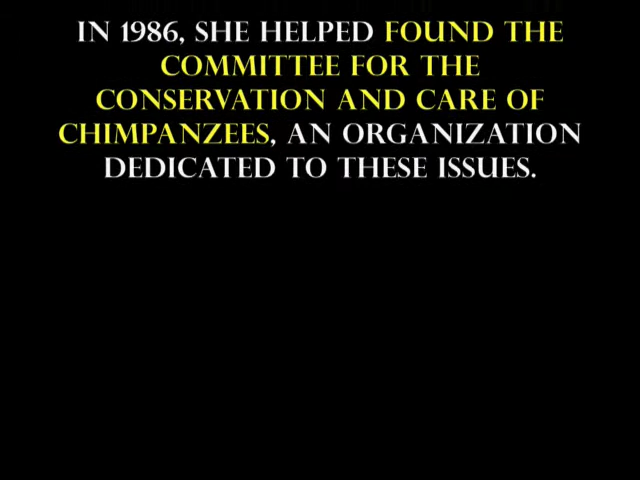 IN 1986, SHE HELPED FOUND THE
COMMITTEE FOR THE
CONSERVATION AND CARE OF
CHIMPANZEES, AN ORGANIZATION
DEDICATED TO THESE ISSUES.